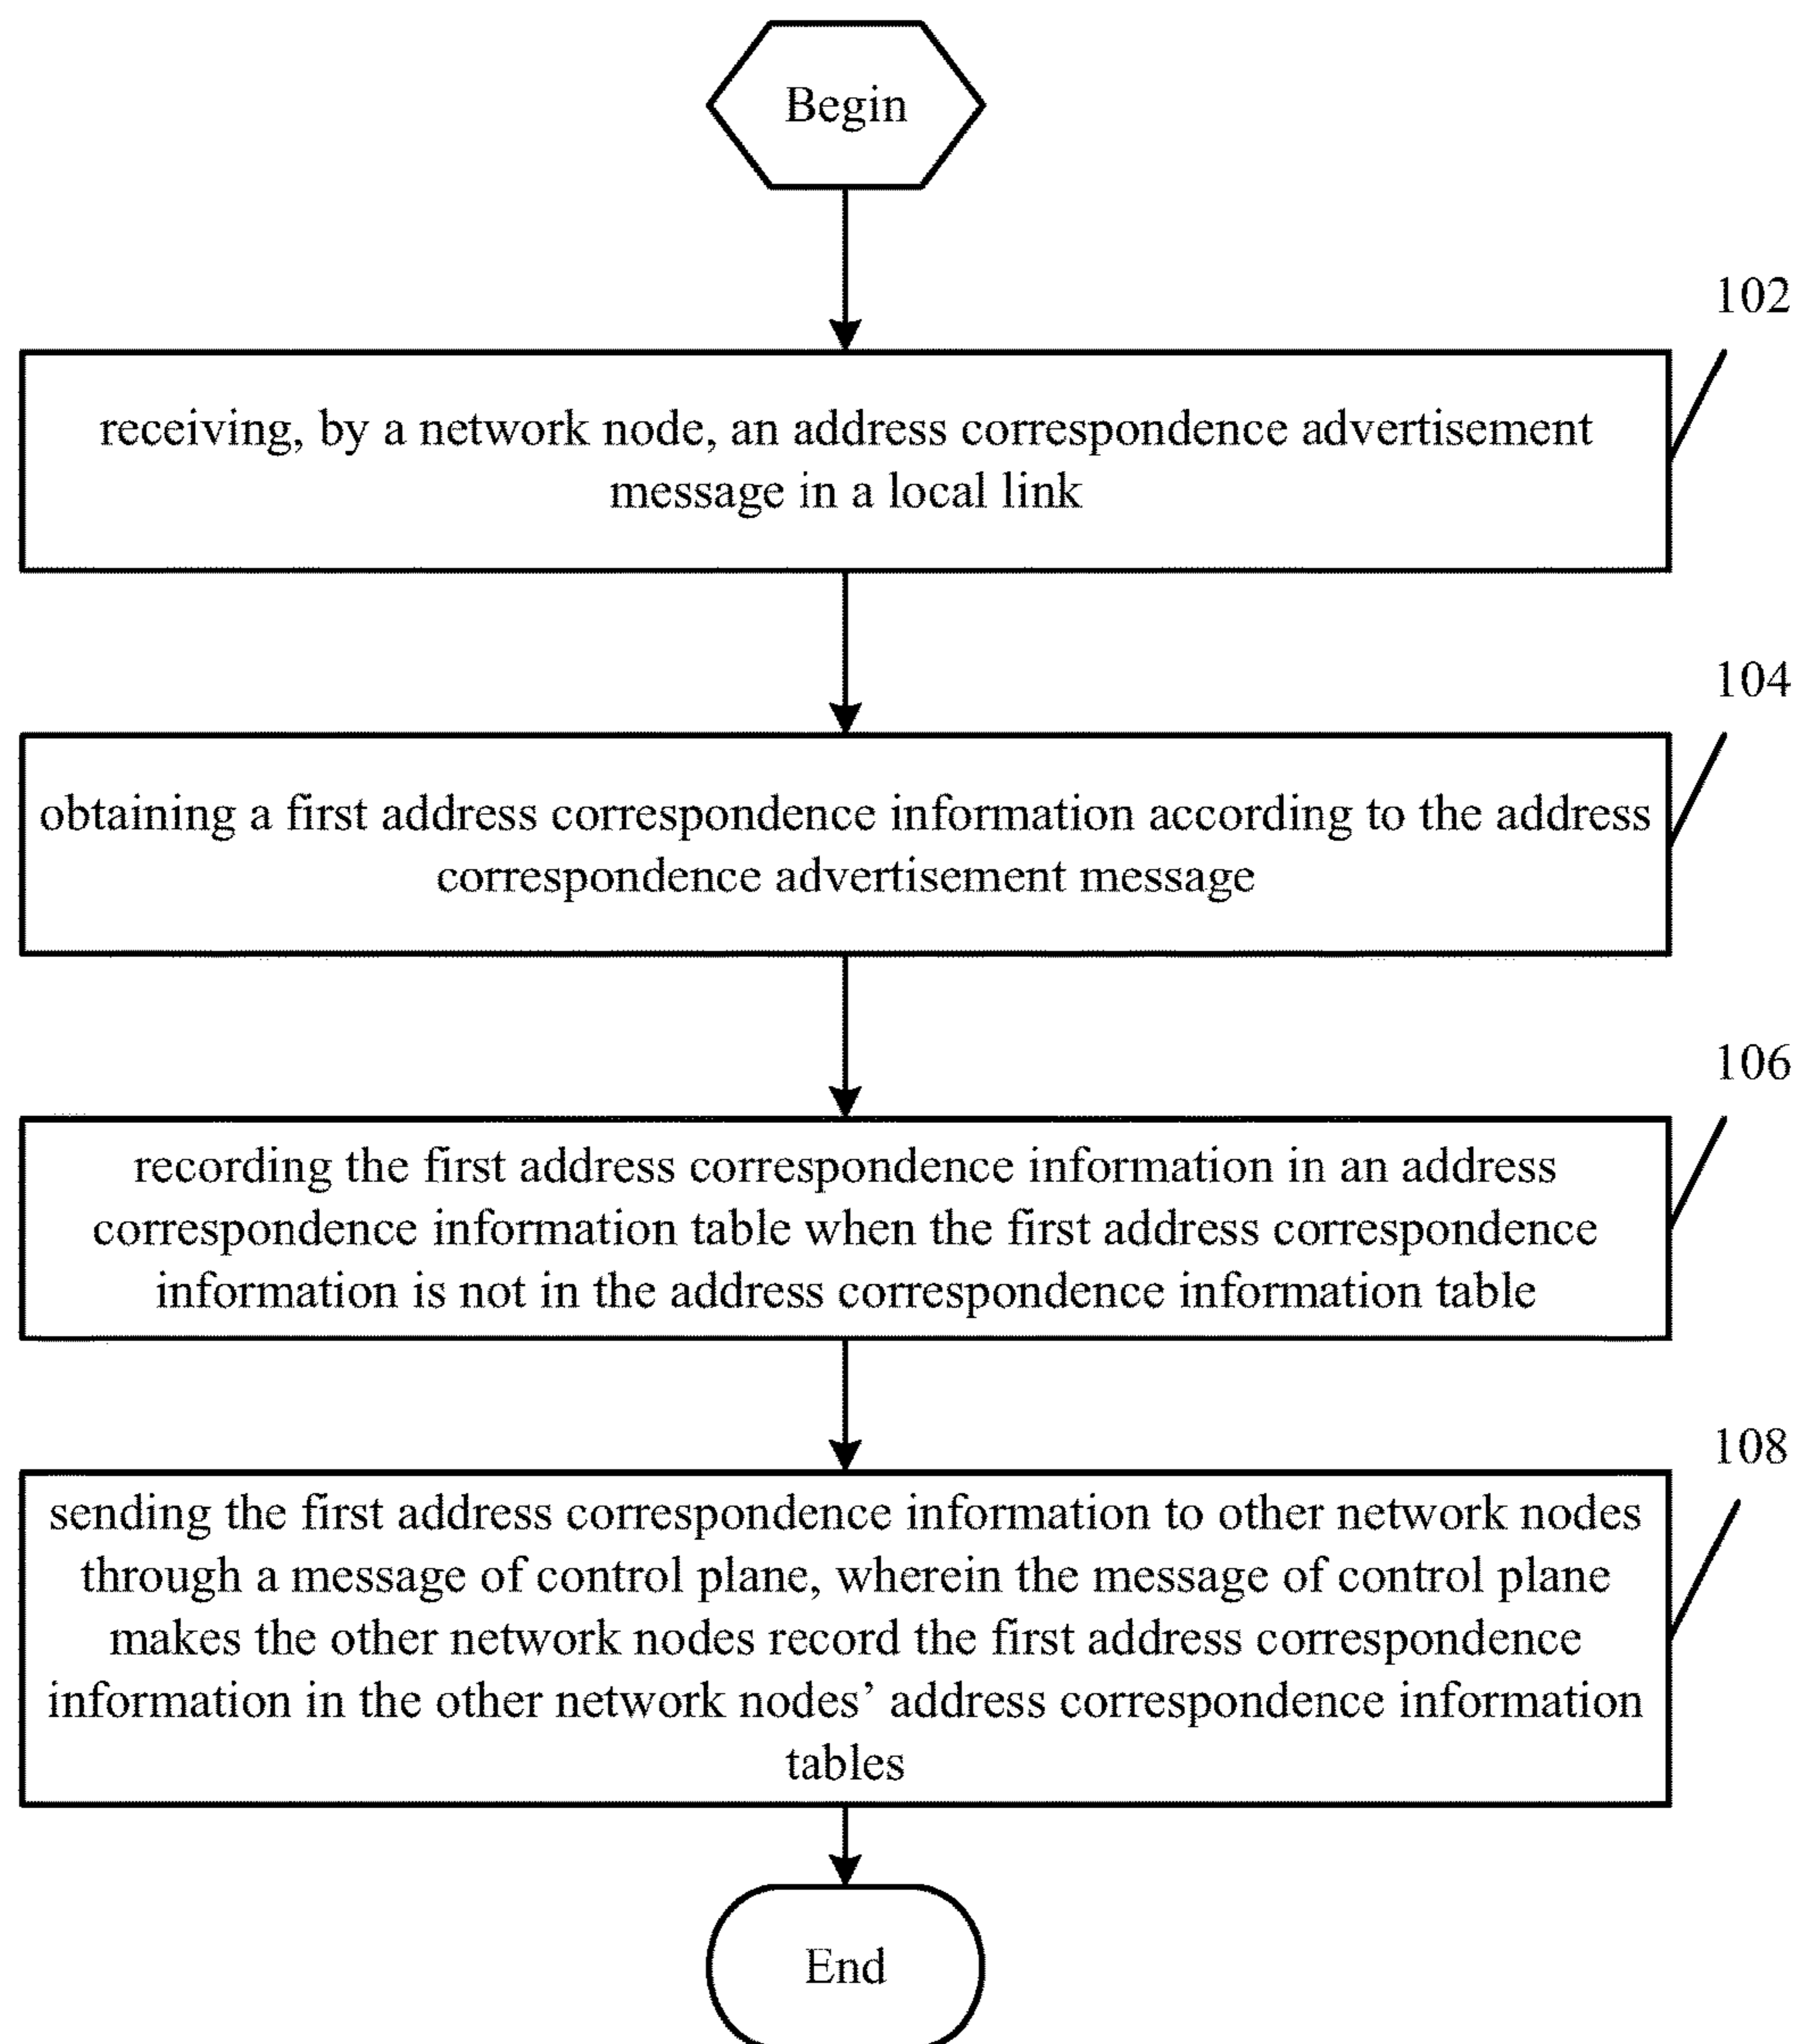 Begin
102
receiving, by a network node, an address correspondence advertisement
message in a local link
104
obtaining a first address correspondence information according to the address
correspondence advertisement message
106
recording the first address correspondence information in an address
correspondence information table when the first address correspondence
information is not in the address correspondence information table
108
sending the first address correspondence information to other network nodes
through a message of control plane, wherein the message of control plane
makes the other network nodes record the first address correspondence
information in the other network nodes’ address correspondence information
tables
End